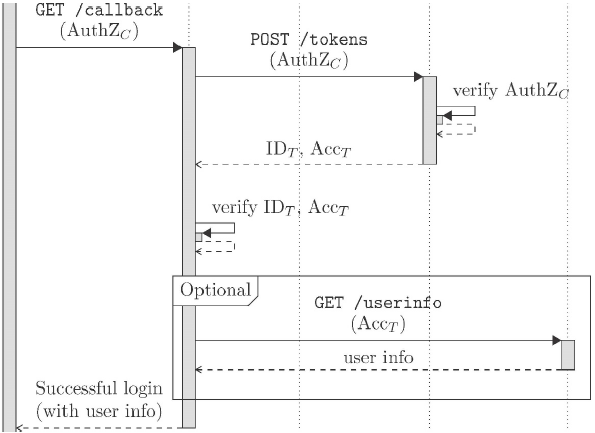 GET /callback
(AuthZ_C)
POST /tokens
(AuthZ_C)
verify AuthZ_C
ID_T, Acc_T
verify ID_T, Acc_T
Optional
GET /userinfo
(Acc_T)
user info
Successful login
(with user info)